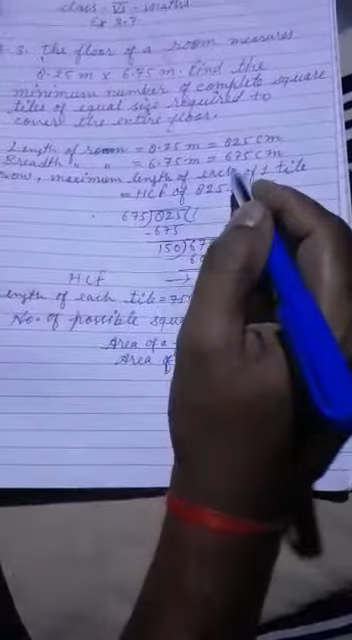 class - VI - maths
Ex 3.7
3. The floor of a room measures
8.25 m x 6.75 m. Find the
minimum number of complete square
tiles of equal size required to
cover the entire floor.
Length of room = 8.25 m = 825 cm
Breadth " " = 6.75 m = 675 cm
Now, maximum length of each of 1 tile
= HCF of 825
675)825(
-675
150)67
HCF →
length of each tile = 75
No. of possible squ
Area of a
Area of